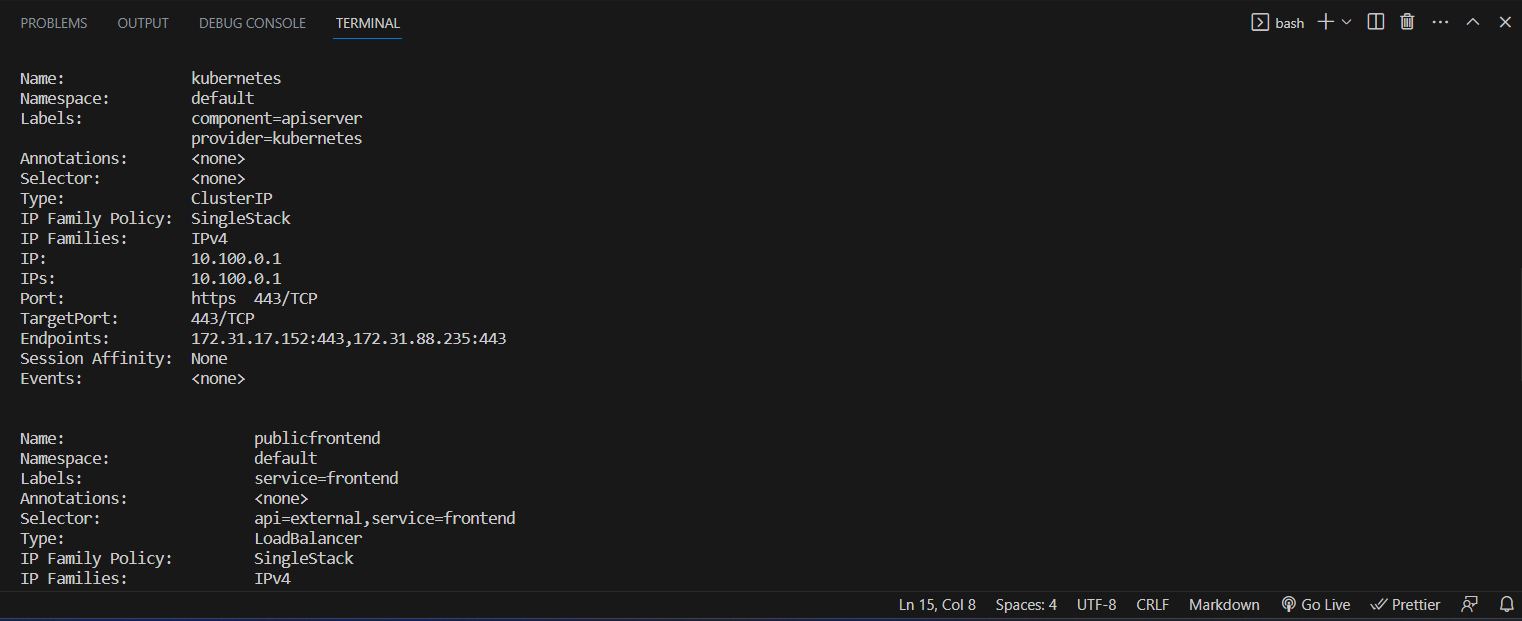 PROBLEMS OUTPUT DEBUG CONSOLE TERMINAL bash
Name: kubernetes
Namespace: default
Labels: component=apiserver
provider=kubernetes
Annotations: <none>
Selector: <none>
Type: ClusterIP
IP Family Policy: SingleStack
IP Families: IPv4
IP: 10.100.0.1
IPs: 10.100.0.1
Port: https 443/TCP
TargetPort: 443/TCP
Endpoints: 172.31.17.152:443,172.31.88.235:443
Session Affinity: None
Events: <none>
Name: publicfrontend
Namespace: default
Labels: service=frontend
Annotations: <none>
Selector: api=external,service=frontend
Type: LoadBalancer
IP Family Policy: SingleStack
IP Families: IPv4
Ln 15, Col 8 Spaces: 4 UTF-8 CRLF Markdown Go Live Prettier